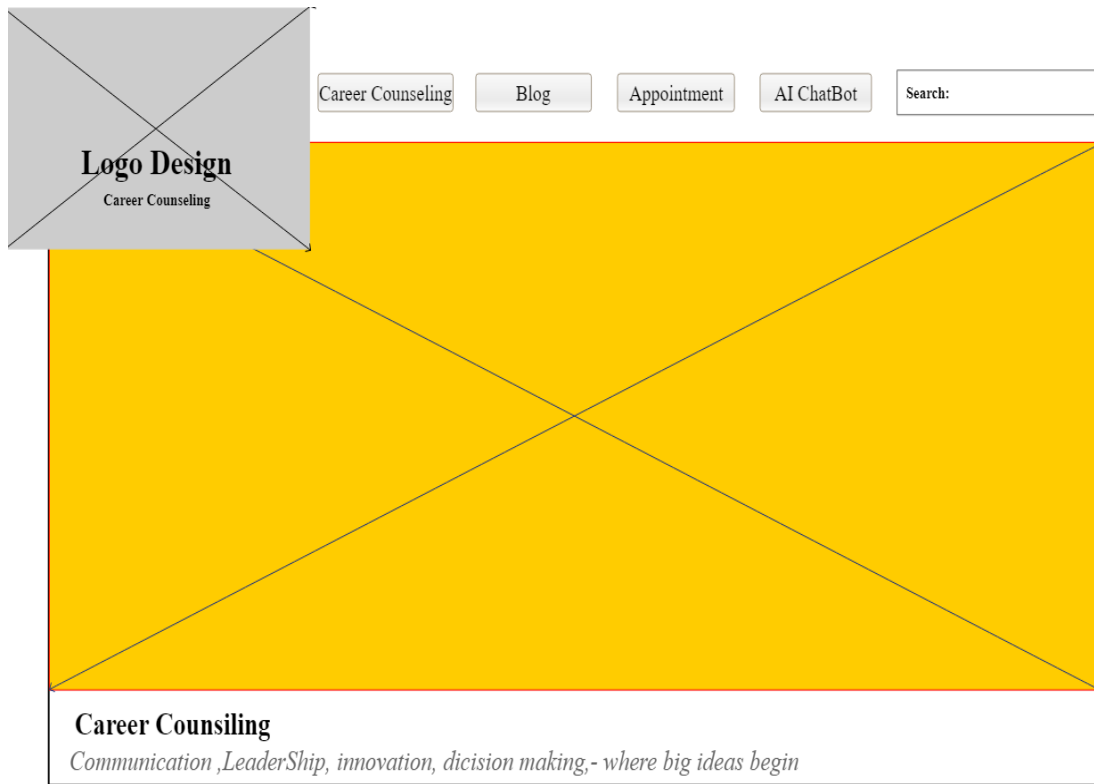 Career Counseling
Blog
Appointment
AI ChatBot
Search:
Logo Design
Career Counseling
Career Counsiling
Communication ,LeaderShip, innovation, dicision making,- where big ideas begin